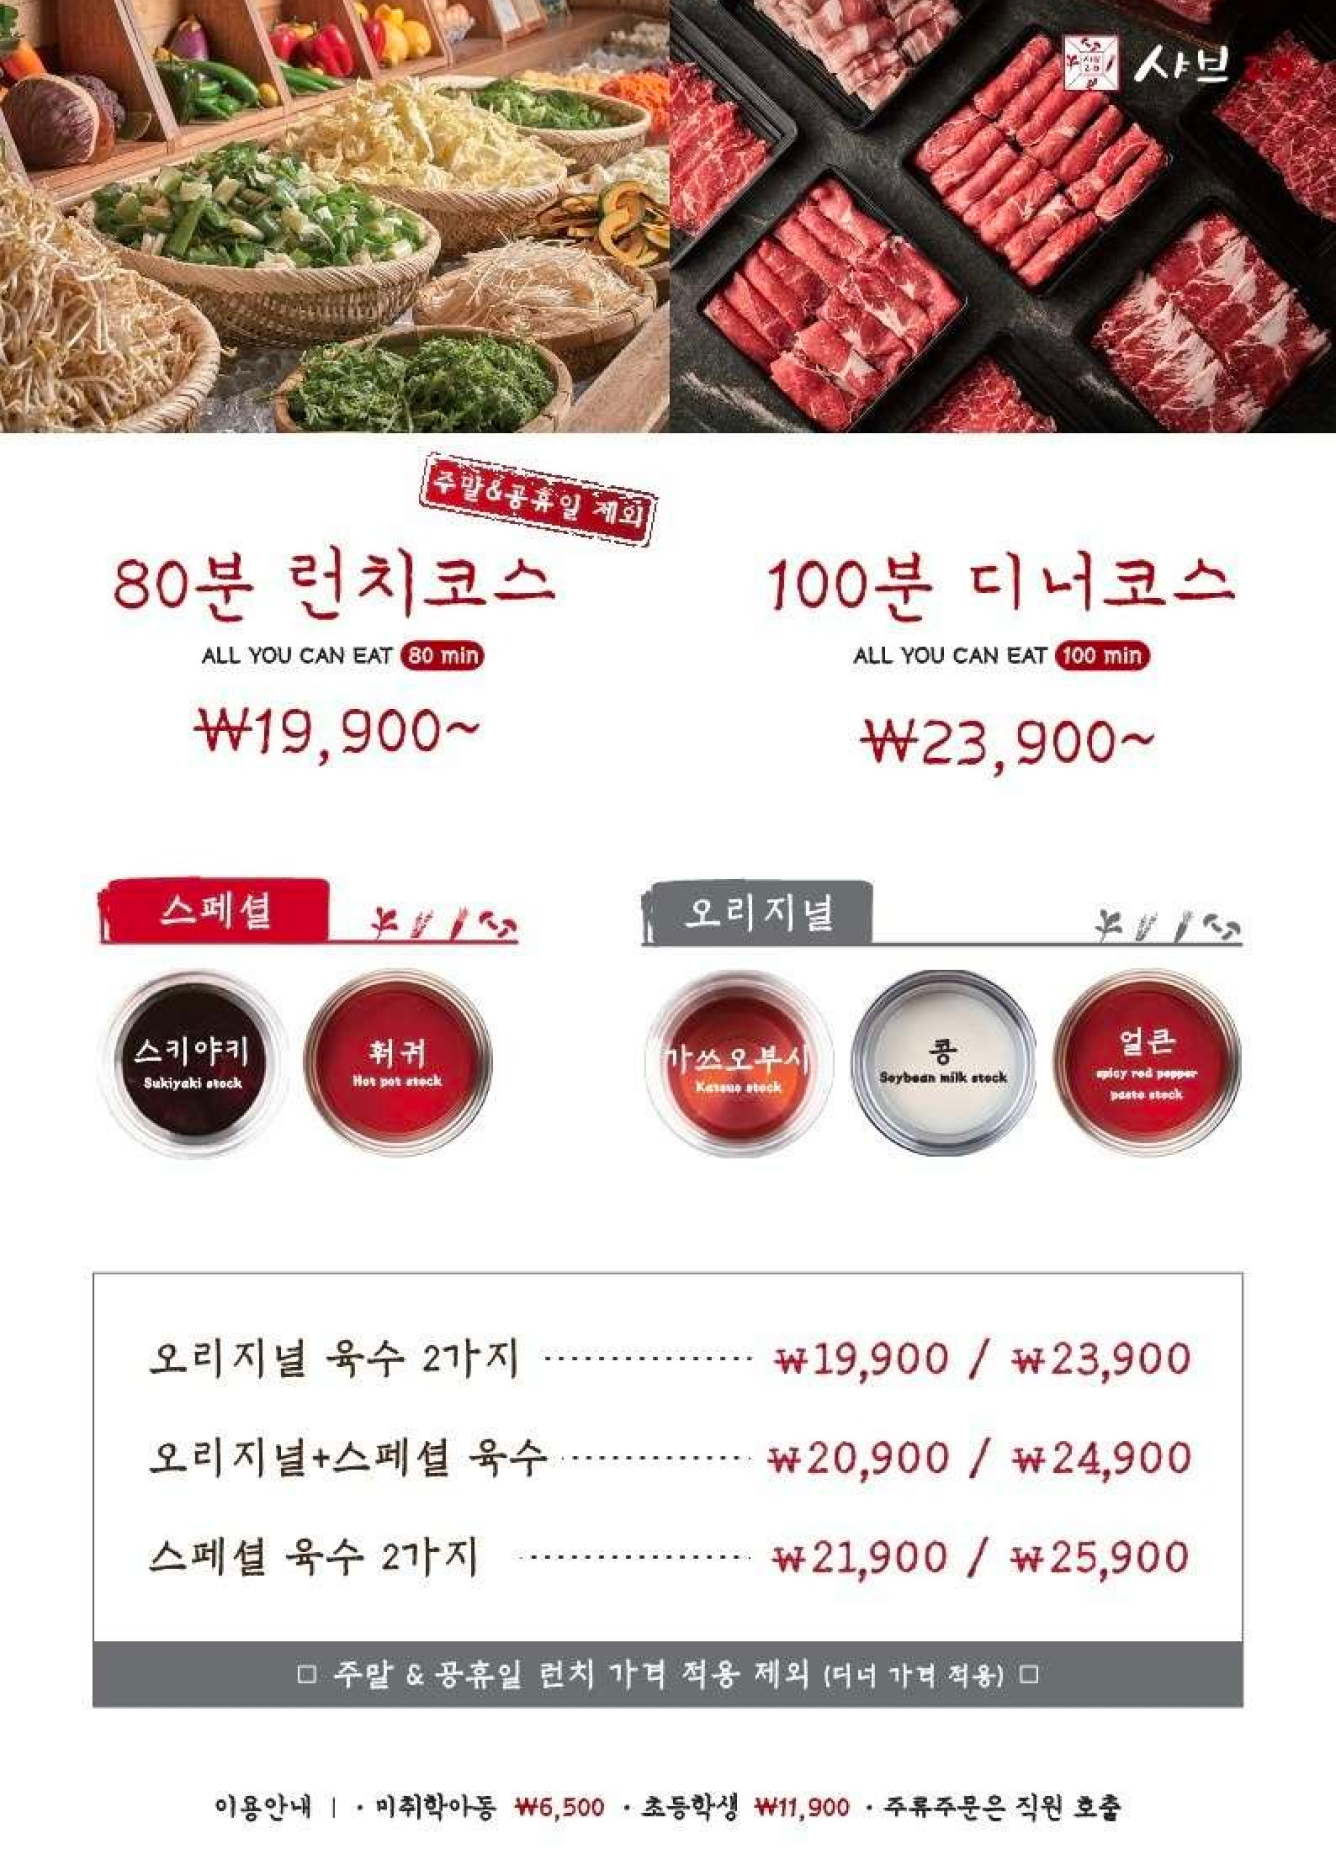 샤브
주말&공휴일 제외
80분 런치코스
ALL YOU CAN EAT 80 min
₩19,900~
100분 디너코스
ALL YOU CAN EAT 100 min
₩23,900~
스페셜
스키야키
Sukiyaki stock
훠궈
Hot pot stock
오리지널
가쓰오부시
Katsuo stock
콩
Soybean milk stock
얼큰
spicy red pepper
paste stock
오리지널 육수 2가지 ₩19,900 / ₩23,900
오리지널+스페셜 육수 ₩20,900 / ₩24,900
스페셜 육수 2가지 ₩21,900 / ₩25,900
□ 주말 & 공휴일 런치 가격 적용 제외 (디너 가격 적용) □
이용안내 | · 미취학아동 ₩6,500 · 초등학생 ₩11,900 · 주류주문은 직원 호출